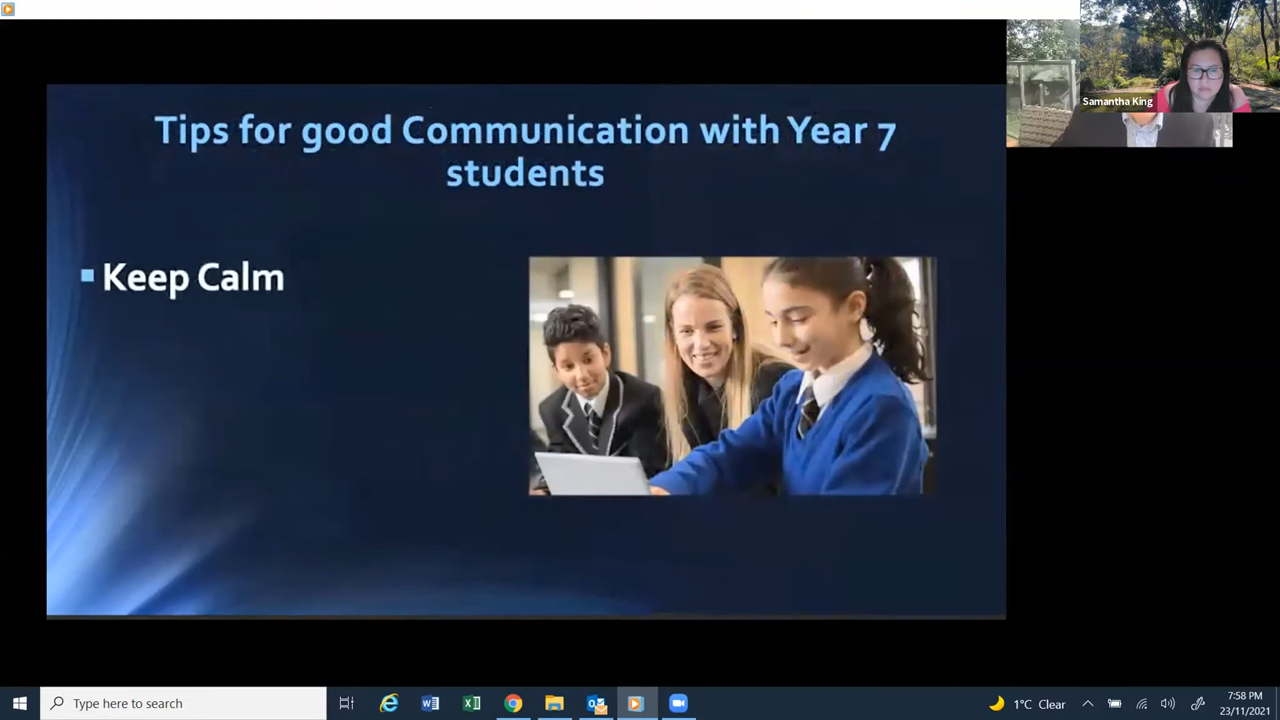 Samantha King
Tips for good Communication with Year 7
students
Keep Calm
Type here to search
1°C Clear
7:58 PM
23/11/2021